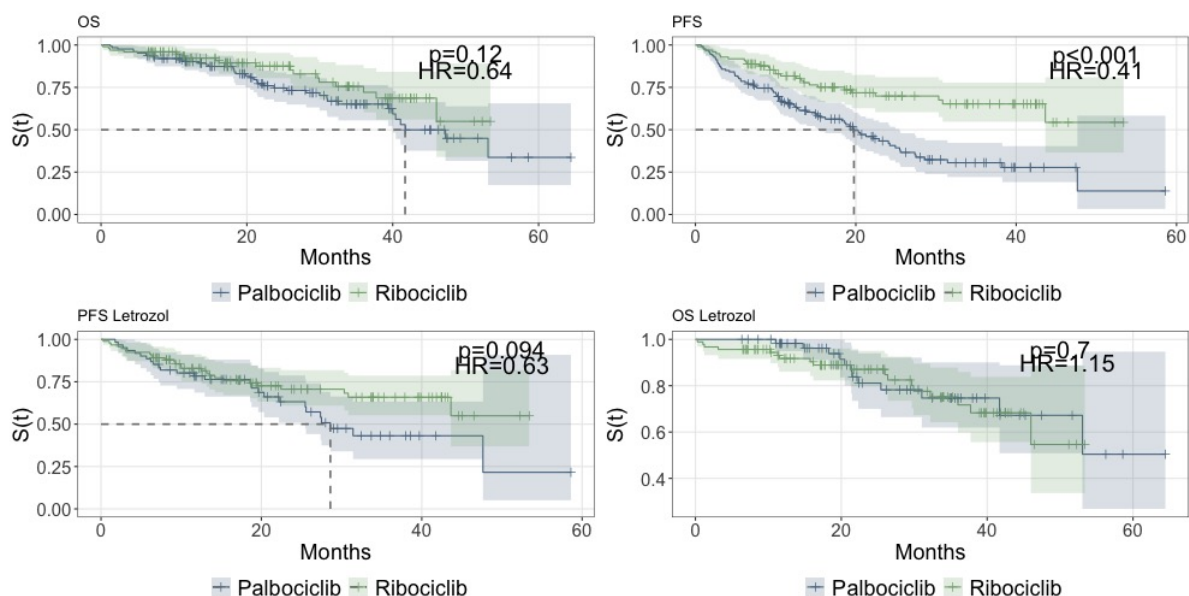 OS
1.00
0.75
0.50
0.25
0.00
S(t)
p=0.12
HR=0.64
0 20 40 60
Months
Palbociclib Ribociclib
PFS
1.00
0.75
0.50
0.25
0.00
S(t)
p<0.001
HR=0.41
0 20 40 60
Months
Palbociclib Ribociclib
PFS Letrozol
1.00
0.75
0.50
0.25
0.00
S(t)
p=0.094
HR=0.63
0 20 40 60
Months
Palbociclib Ribociclib
OS Letrozol
1.0
0.8
0.6
0.4
S(t)
p=0.7
HR=1.15
0 20 40 60
Months
Palbociclib Ribociclib